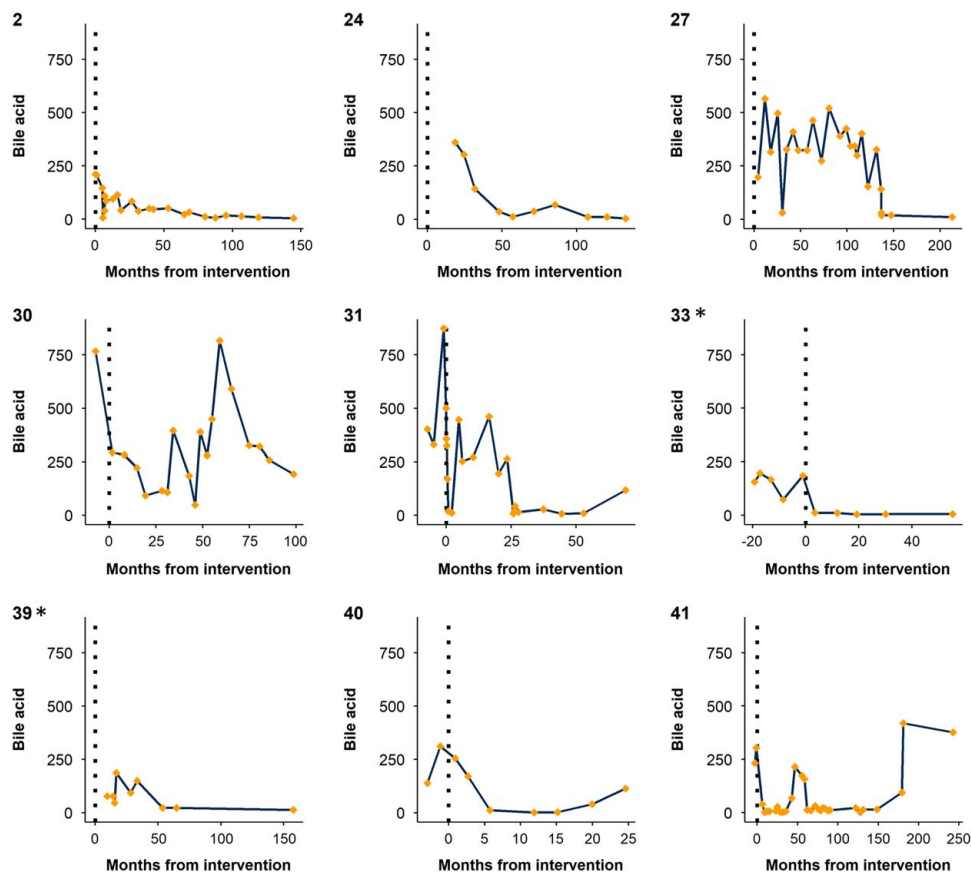 2
750
500
250
0
Bile acid
0 50 100 150
Months from intervention
24
750
500
250
0
Bile acid
0 50 100
Months from intervention
27
750
500
250
0
Bile acid
0 50 100 150 200
Months from intervention
30
750
500
250
0
Bile acid
0 25 50 75 100
Months from intervention
31
750
500
250
0
Bile acid
0 25 50
Months from intervention
33 *
750
500
250
0
Bile acid
-20 0 20 40
Months from intervention
39 *
750
500
250
0
Bile acid
0 50 100 150
Months from intervention
40
750
500
250
0
Bile acid
0 5 10 15 20 25
Months from intervention
41
750
500
250
0
Bile acid
0 50 100 150 200 250
Months from intervention